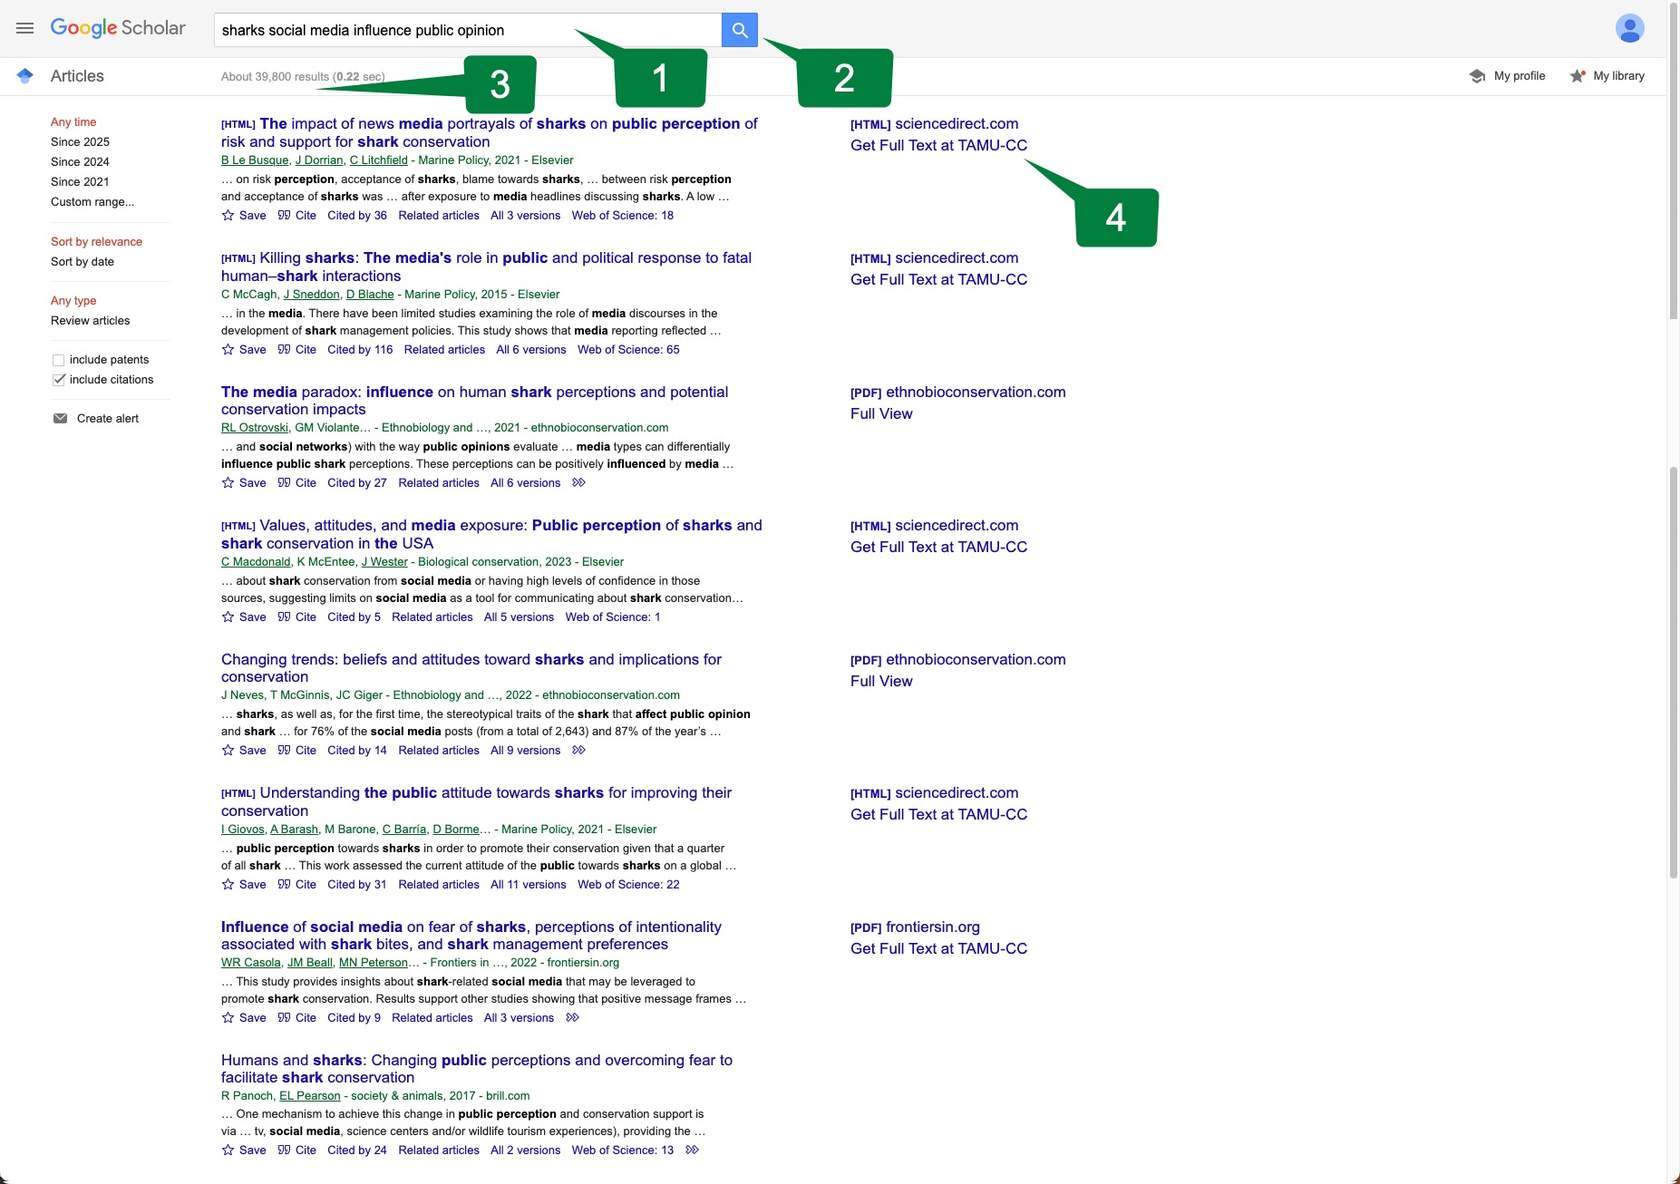 Google Scholar
sharks social media influence public opinion
1
2
Articles
About 39,800 results (0.22 sec)
3
My profile
My library
Any time
Since 2025
Since 2024
Since 2021
Custom range...
Sort by relevance
Sort by date
Any type
Review articles
include patents
include citations
Create alert
[HTML] The impact of news media portrayals of sharks on public perception of
risk and support for shark conservation
B Le Busque, J Dorrian, C Litchfield - Marine Policy, 2021 - Elsevier
… on risk perception, acceptance of sharks, blame towards sharks, … between risk perception
and acceptance of sharks was … after exposure to media headlines discussing sharks. A low …
Save Cite Cited by 36 Related articles All 3 versions Web of Science: 18
[HTML] sciencedirect.com
Get Full Text at TAMU-CC
4
[HTML] Killing sharks: The media's role in public and political response to fatal
human–shark interactions
C McCagh, J Sneddon, D Blache - Marine Policy, 2015 - Elsevier
… in the media. There have been limited studies examining the role of media discourses in the
development of shark management policies. This study shows that media reporting reflected …
Save Cite Cited by 116 Related articles All 6 versions Web of Science: 65
[HTML] sciencedirect.com
Get Full Text at TAMU-CC
The media paradox: influence on human shark perceptions and potential
conservation impacts
RL Ostrovski, GM Violante… - Ethnobiology and …, 2021 - ethnobioconservation.com
… and social networks) with the way public opinions evaluate … media types can differentially
influence public shark perceptions. These perceptions can be positively influenced by media …
Save Cite Cited by 27 Related articles All 6 versions
[PDF] ethnobioconservation.com
Full View
[HTML] Values, attitudes, and media exposure: Public perception of sharks and
shark conservation in the USA
C Macdonald, K McEntee, J Wester - Biological conservation, 2023 - Elsevier
… about shark conservation from social media or having high levels of confidence in those
sources, suggesting limits on social media as a tool for communicating about shark conservation…
Save Cite Cited by 5 Related articles All 5 versions Web of Science: 1
[HTML] sciencedirect.com
Get Full Text at TAMU-CC
Changing trends: beliefs and attitudes toward sharks and implications for
conservation
J Neves, T McGinnis, JC Giger - Ethnobiology and …, 2022 - ethnobioconservation.com
… sharks, as well as, for the first time, the stereotypical traits of the shark that affect public opinion
and shark … for 76% of the social media posts (from a total of 2,643) and 87% of the year's …
Save Cite Cited by 14 Related articles All 9 versions
[PDF] ethnobioconservation.com
Full View
[HTML] Understanding the public attitude towards sharks for improving their
conservation
I Giovos, A Barash, M Barone, C Barría, D Borme… - Marine Policy, 2021 - Elsevier
… public perception towards sharks in order to promote their conservation given that a quarter
of all shark … This work assessed the current attitude of the public towards sharks on a global …
Save Cite Cited by 31 Related articles All 11 versions Web of Science: 22
[HTML] sciencedirect.com
Get Full Text at TAMU-CC
Influence of social media on fear of sharks, perceptions of intentionality
associated with shark bites, and shark management preferences
WR Casola, JM Beall, MN Peterson… - Frontiers in …, 2022 - frontiersin.org
… This study provides insights about shark-related social media that may be leveraged to
promote shark conservation. Results support other studies showing that positive message frames …
Save Cite Cited by 9 Related articles All 3 versions
[PDF] frontiersin.org
Get Full Text at TAMU-CC
Humans and sharks: Changing public perceptions and overcoming fear to
facilitate shark conservation
R Panoch, EL Pearson - society & animals, 2017 - brill.com
… One mechanism to achieve this change in public perception and conservation support is
via … tv, social media, science centers and/or wildlife tourism experiences), providing the …
Save Cite Cited by 24 Related articles All 2 versions Web of Science: 13